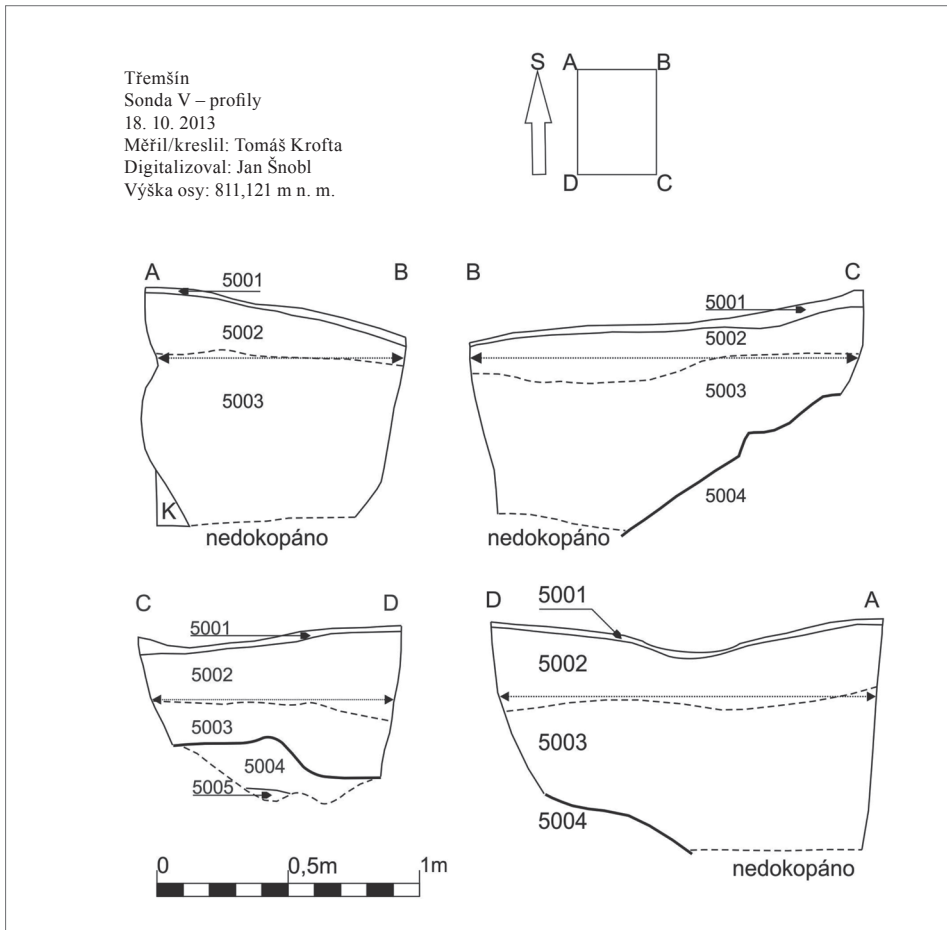 Třemšín
Sonda V – profily
18. 10. 2013
Měřil/kreslil: Tomáš Krofta
Digitalizoval: Jan Šnobl
Výška osy: 811,121 m n. m.
S A B
D C
A B
5001
5002
5003
K
nedokopáno
B C
5001
5002
5003
5004
nedokopáno
C D
5001
5002
5003
5004
5005
D A
5001
5002
5003
5004
nedokopáno
0 0,5m 1m